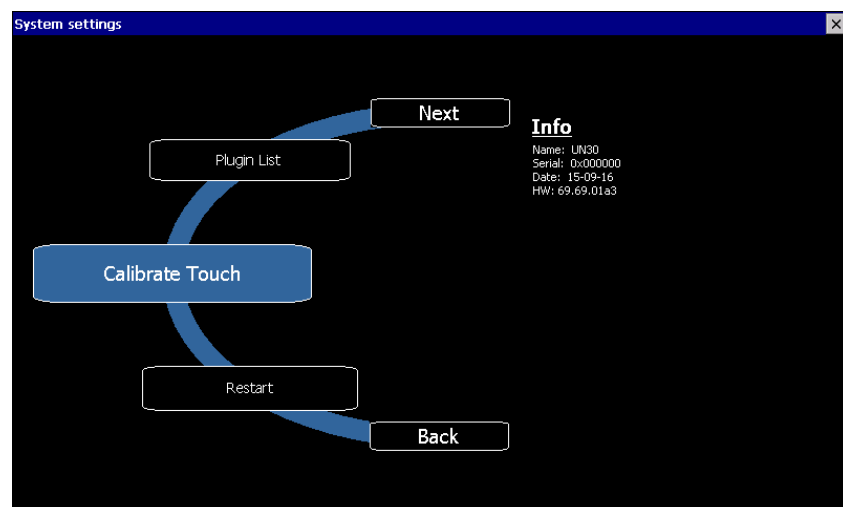 System settings
Next
Plugin List
Calibrate Touch
Restart
Back
Info
Name: UN30
Serial: 0x000000
Date: 15-09-16
HW: 69.69.01a3